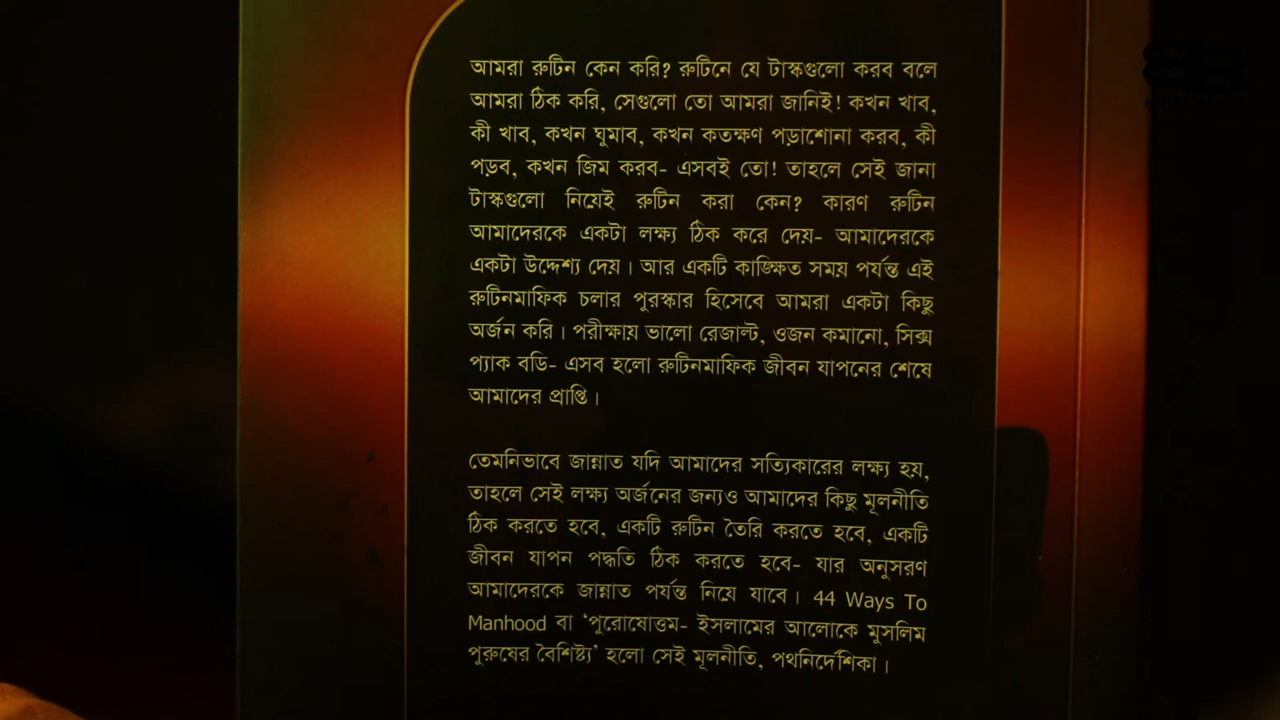 আমরা রুটিন কেন করি? রুটিনে যে টাস্কগুলো করব বলে
আমরা ঠিক করি, সেগুলো তো আমরা জানিই! কখন খাব,
কী খাব, কখন ঘুমাব, কখন কতক্ষণ পড়াশোনা করব, কী
পড়ব, কখন জিম করব- এসবই তো! তাহলে সেই জানা
টাস্কগুলো নিয়েই রুটিন করা কেন? কারণ রুটিন
আমাদেরকে একটা লক্ষ্য ঠিক করে দেয়- আমাদেরকে
একটা উদ্দেশ্য দেয়। আর একটি কাঙ্ক্ষিত সময় পর্যন্ত এই
রুটিনমাফিক চলার পুরস্কার হিসেবে আমরা একটা কিছু
অর্জন করি। পরীক্ষায় ভালো রেজাল্ট, ওজন কমানো, সিক্স
প্যাক বডি- এসব হলো রুটিনমাফিক জীবন যাপনের শেষে
আমাদের প্রাপ্তি।
তেমনিভাবে জান্নাত যদি আমাদের সত্যিকারের লক্ষ্য হয়,
তাহলে সেই লক্ষ্য অর্জনের জন্যও আমাদের কিছু মূলনীতি
ঠিক করতে হবে, একটি রুটিন তৈরি করতে হবে, একটি
জীবন যাপন পদ্ধতি ঠিক করতে হবে- যার অনুসরণ
আমাদেরকে জান্নাত পর্যন্ত নিয়ে যাবে। 44 Ways To
Manhood বা ‘পুরোষোত্তম- ইসলামের আলোকে মুসলিম
পুরুষের বৈশিষ্ট্য’ হলো সেই মূলনীতি, পথনির্দেশিকা।